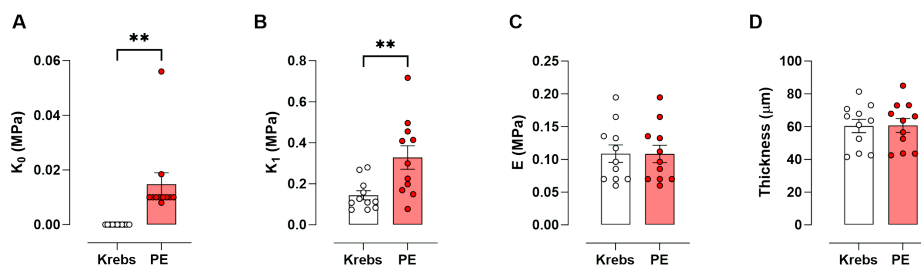 A
B
C
D
**
**
K0 (MPa)
0.06
0.04
0.02
0.00
Krebs PE
K1 (MPa)
0.8
0.6
0.4
0.2
0.0
Krebs PE
E (MPa)
0.25
0.20
0.15
0.10
0.05
0.00
Krebs PE
Thickness (μm)
100
80
60
40
20
0
Krebs PE